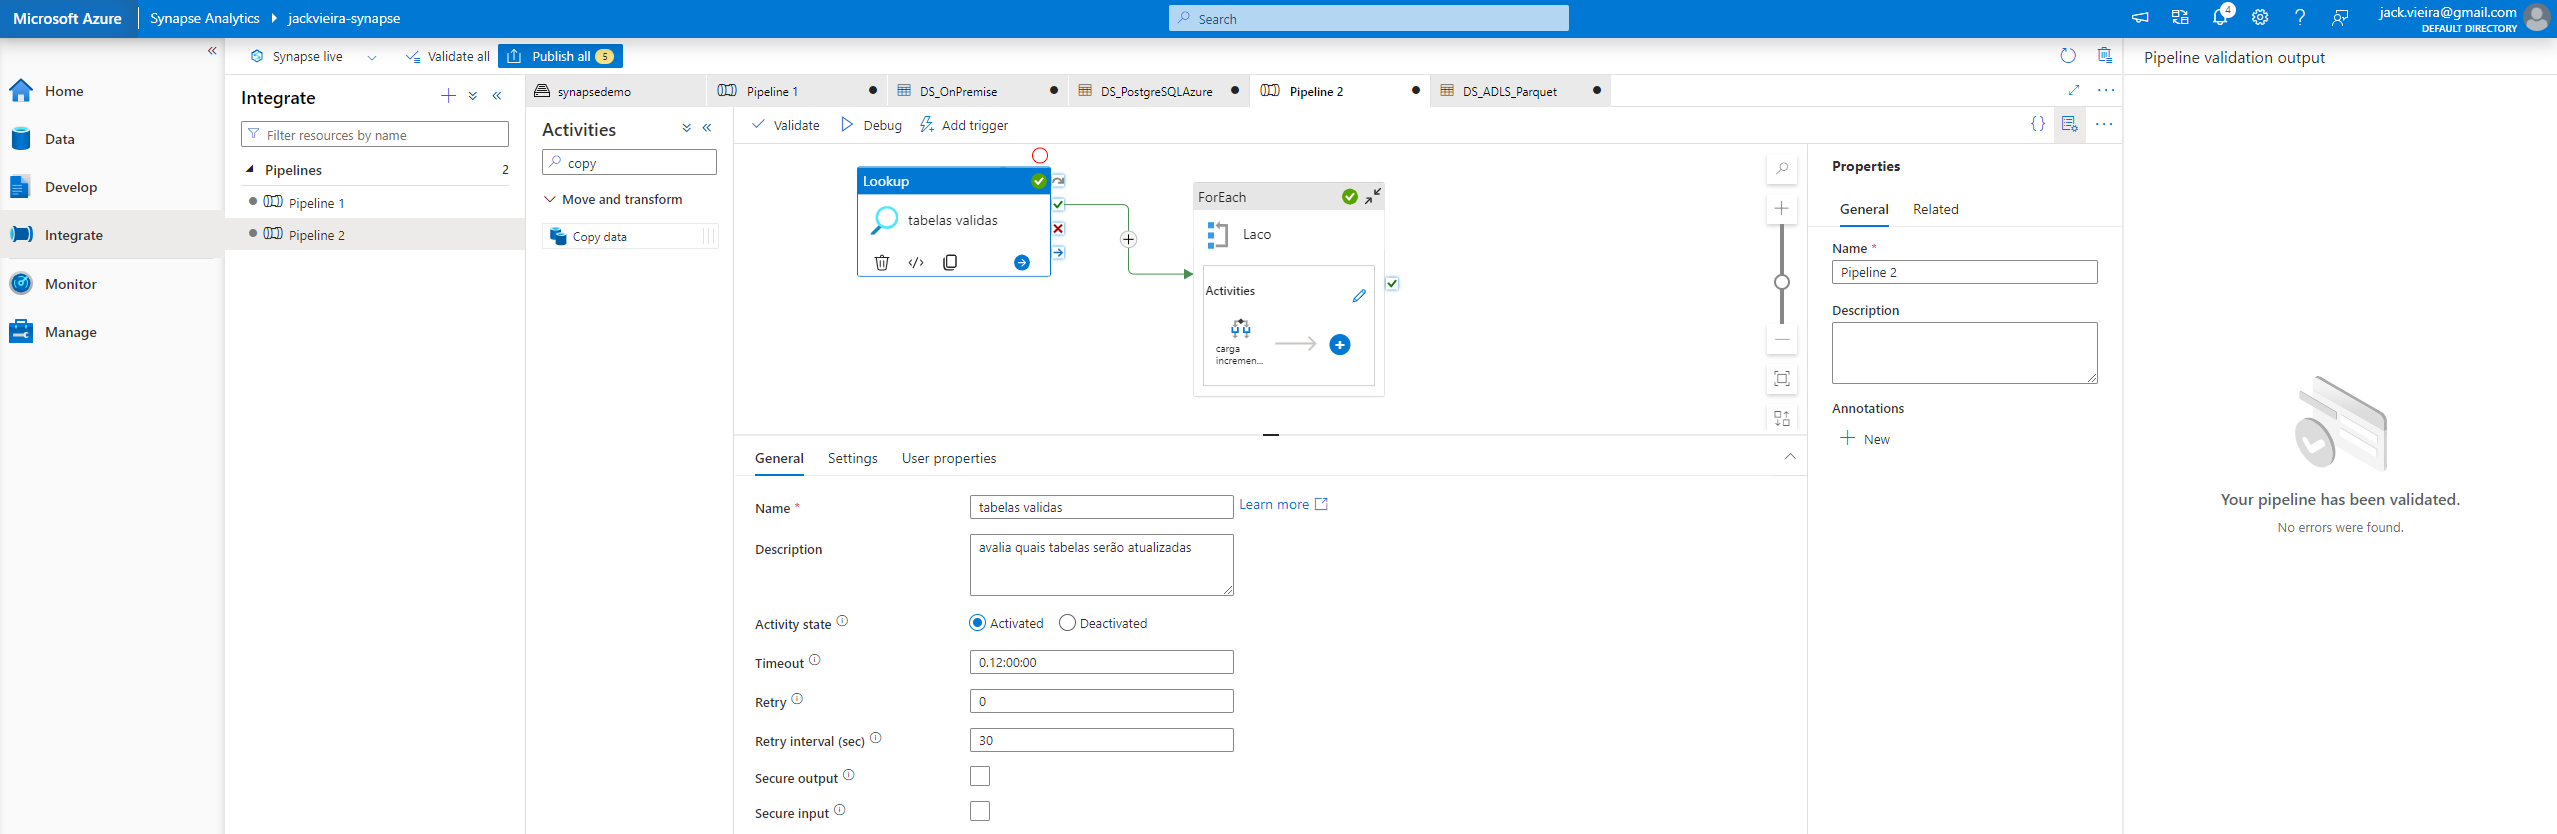 Microsoft Azure
Synapse Analytics
jackvieira-synapse
Search
4
jack.vieira@gmail.com
DEFAULT DIRECTORY
Home
Data
Develop
Integrate
Monitor
Manage
Synapse live
Validate all
Publish all
5
Integrate
Filter resources by name
Pipelines
2
Pipeline 1
Pipeline 2
synapsedemo
Pipeline 1
DS_OnPremise
DS_PostgreSQLAzure
Pipeline 2
DS_ADLS_Parquet
Activities
copy
Move and transform
Copy data
Validate
Debug
Add trigger
Lookup
tabelas validas
ForEach
Laco
Activities
carga
incremen...
General
Settings
User properties
Name *
tabelas validas
Learn more
Description
avalia quais tabelas serão atualizadas
Activity state
Activated
Deactivated
Timeout
0.12:00:00
Retry
0
Retry interval (sec)
30
Secure output
Secure input
Properties
General
Related
Name *
Pipeline 2
Description
Annotations
New
Pipeline validation output
Your pipeline has been validated.
No errors were found.